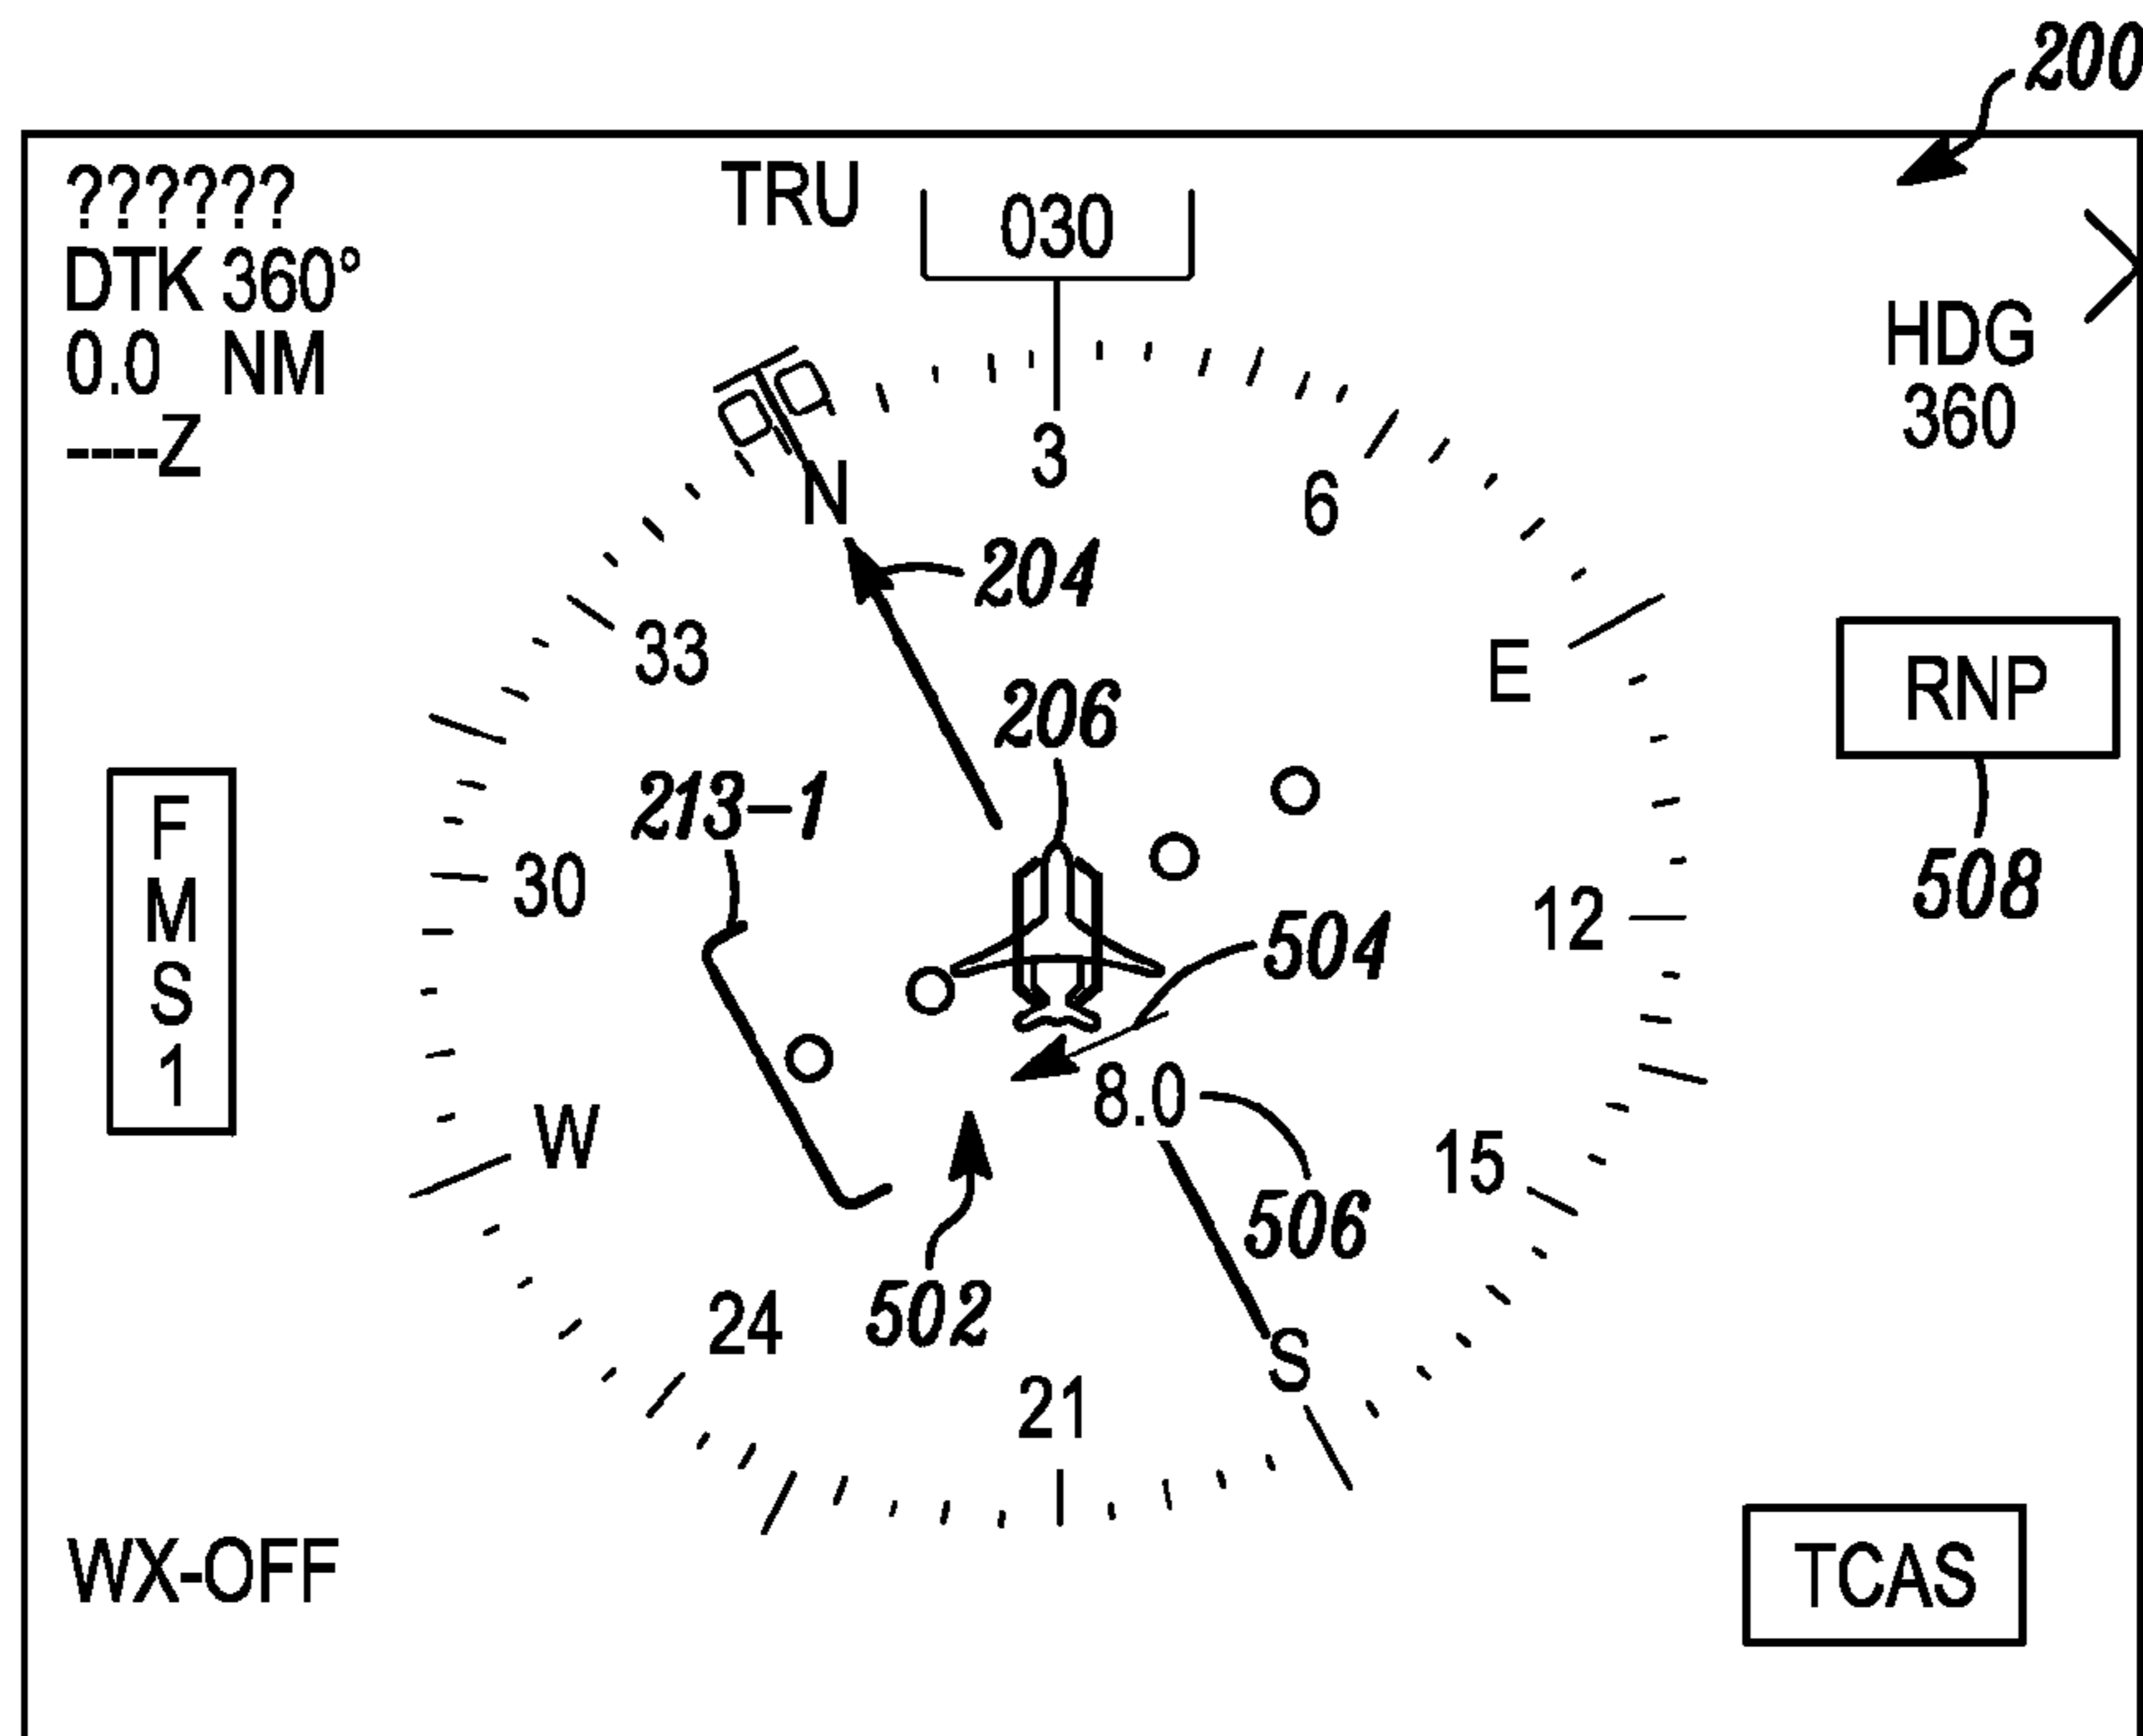 200
??????
DTK 360°
0.0 NM
----Z
TRU
030
HDG
360
3
6
N
204
33
E
RNP
206
213-1
508
F
M
S
1
30
12
504
8.0
W
15
506
502
24
S
21
WX-OFF
TCAS